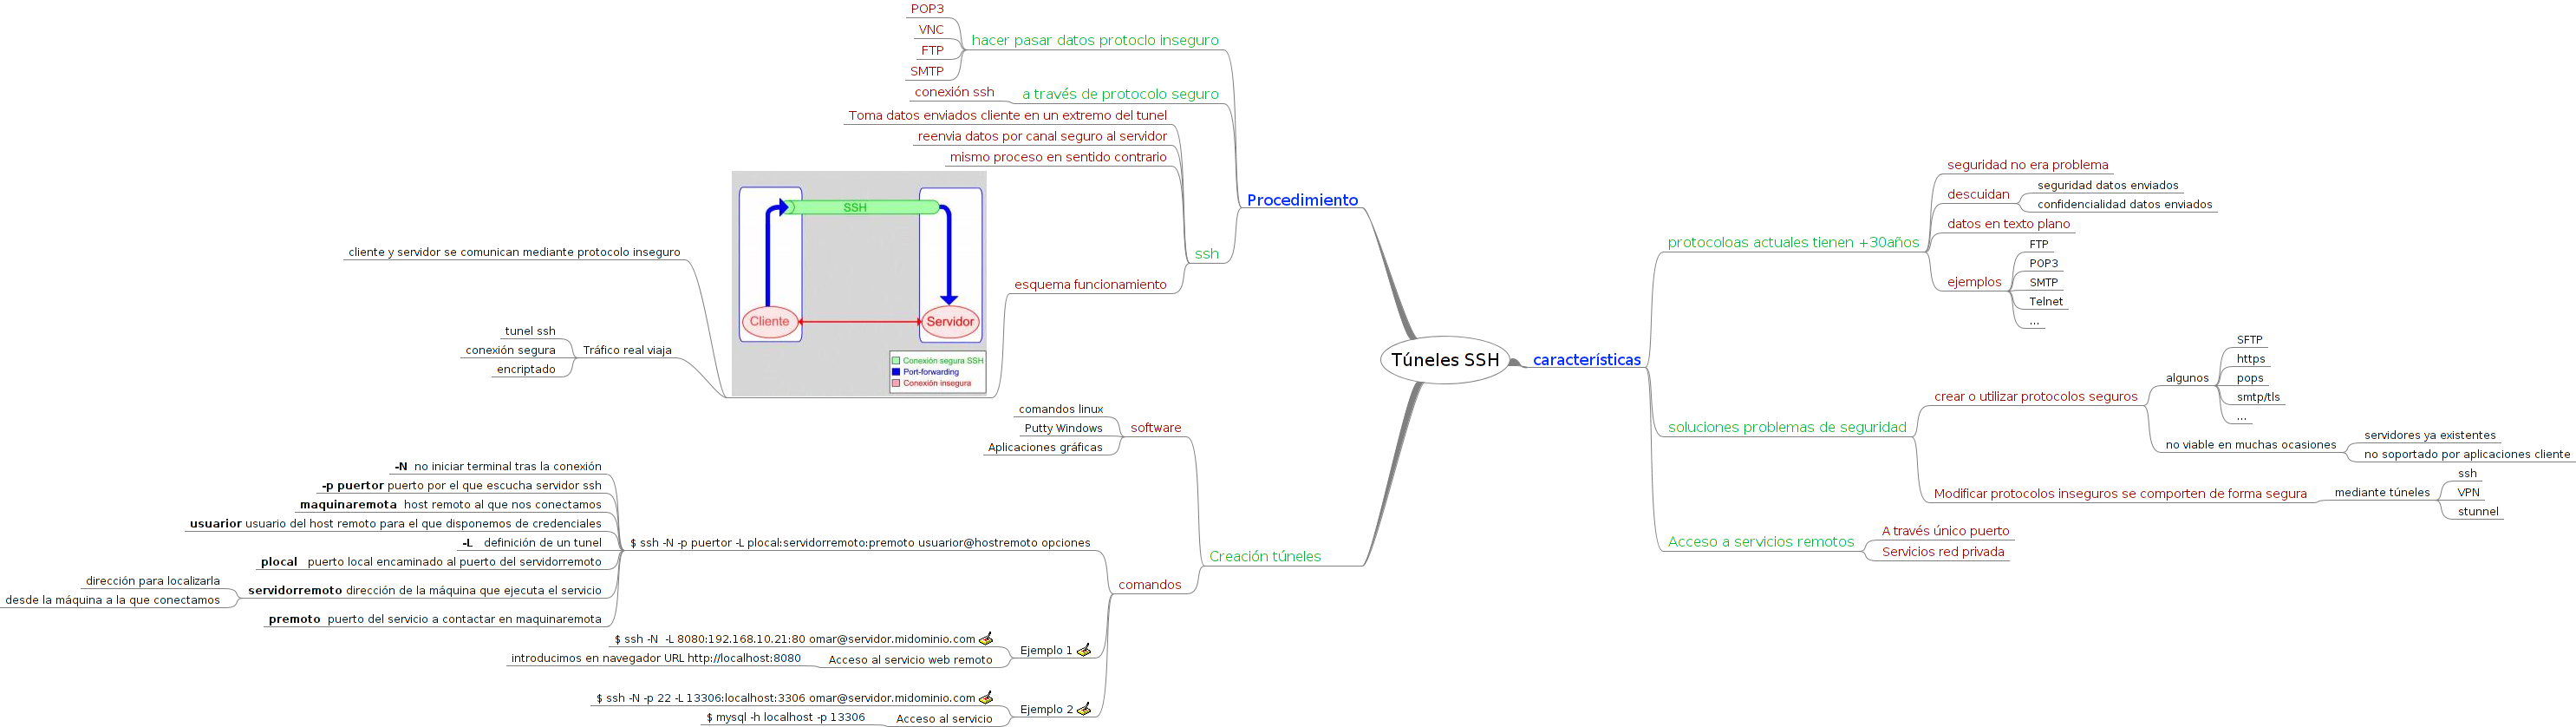 Túneles SSH
Procedimiento
hacer pasar datos protoclo inseguro
POP3
VNC
FTP
SMTP
a través de protocolo seguro
conexión ssh
ssh
Toma datos enviados cliente en un extremo del tunel
reenvia datos por canal seguro al servidor
mismo proceso en sentido contrario
esquema funcionamiento
SSH
Cliente
Servidor
Conexión segura SSH
Port-forwarding
Conexión insegura
cliente y servidor se comunican mediante protocolo inseguro
Tráfico real viaja
tunel ssh
conexión segura
encriptado
Creación túneles
software
comandos linux
Putty Windows
Aplicaciones gráficas
comandos
$ ssh -N -p puertor -L plocal:servidorremoto:premoto usuarior@hostremoto opciones
-N no iniciar terminal tras la conexión
-p puertor puerto por el que escucha servidor ssh
maquinaremota host remoto al que nos conectamos
usuarior usuario del host remoto para el que disponemos de credenciales
-L definición de un tunel
plocal puerto local encaminado al puerto del servidorremoto
servidorremoto dirección de la máquina que ejecuta el servicio
dirección para localizarla
desde la máquina a la que conectamos
premoto puerto del servicio a contactar en maquinaremota
Ejemplo 1
$ ssh -N -L 8080:192.168.10.21:80 omar@servidor.midominio.com
Acceso al servicio web remoto
introducimos en navegador URL http://localhost:8080
Ejemplo 2
$ ssh -N -p 22 -L 13306:localhost:3306 omar@servidor.midominio.com
Acceso al servicio
$ mysql -h localhost -p 13306
características
protocoloas actuales tienen +30años
seguridad no era problema
descuidan
seguridad datos enviados
confidencialidad datos enviados
datos en texto plano
ejemplos
FTP
POP3
SMTP
Telnet
...
soluciones problemas de seguridad
crear o utilizar protocolos seguros
algunos
SFTP
https
pops
smtp/tls
...
no viable en muchas ocasiones
servidores ya existentes
no soportado por aplicaciones cliente
Modificar protocolos inseguros se comporten de forma segura
mediante túneles
ssh
VPN
stunnel
Acceso a servicios remotos
A través único puerto
Servicios red privada